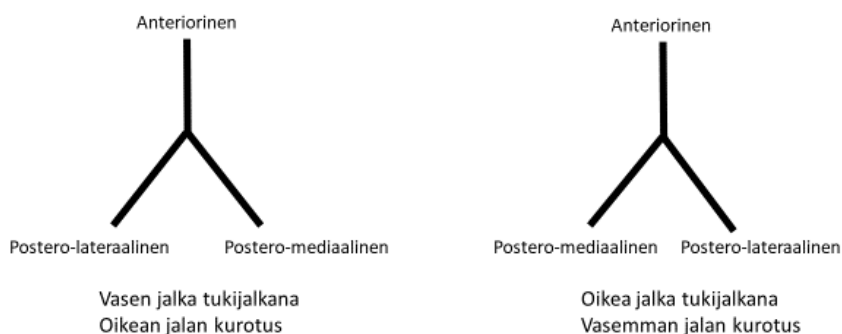 Anteriorinen
Postero-lateraalinen
Postero-mediaalinen
Vasen jalka tukijalkana
Oikean jalan kurotus
Anteriorinen
Postero-mediaalinen
Postero-lateraalinen
Oikea jalka tukijalkana
Vasemman jalan kurotus